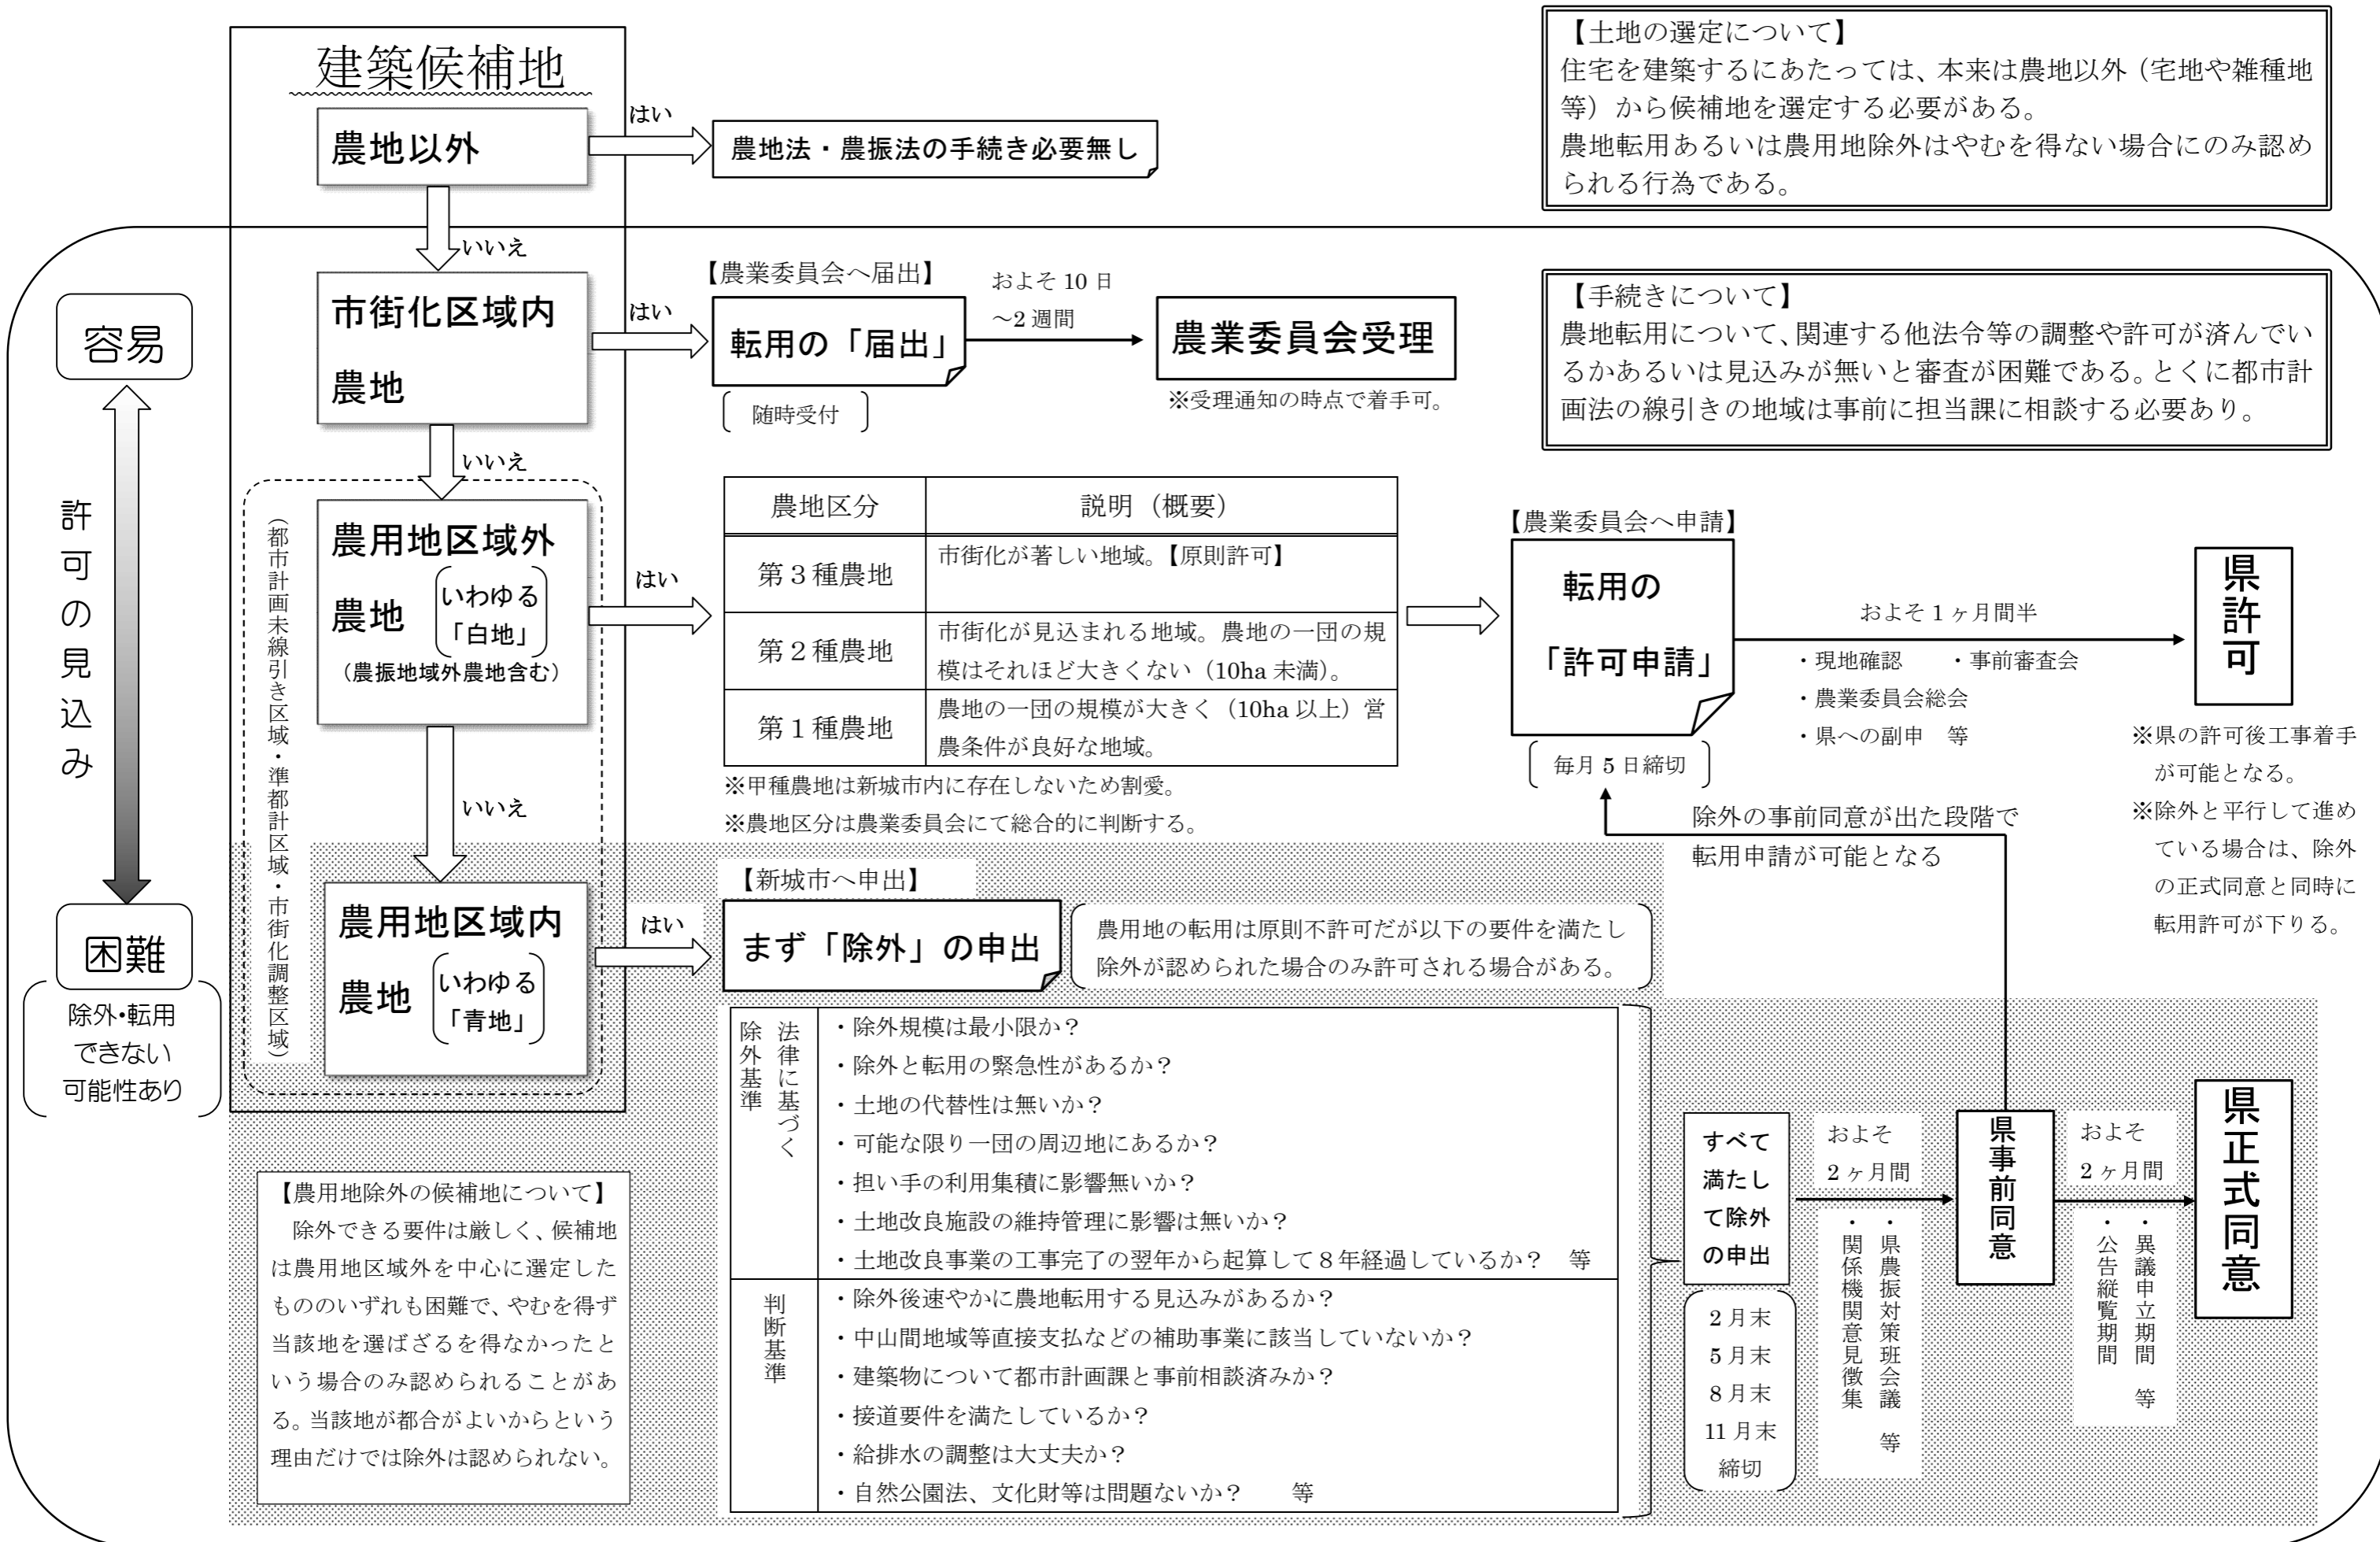 建築候補地
農地以外
はい
農地法・農振法の手続き必要無し
【土地の選定について】
住宅を建築するにあたっては、本来は農地以外（宅地や雑種地
等）から候補地を選定する必要がある。
農地転用あるいは農用地除外はやむを得ない場合にのみ認め
られる行為である。
いいえ
容易
許可の見込み
困難
除外・転用
できない
可能性あり
市街化区域内
農地
はい
【農業委員会へ届出】
転用の「届出」
随時受付
およそ 10 日
～2 週間
農業委員会受理
※受理通知の時点で着手可。
【手続きについて】
農地転用について、関連する他法令等の調整や許可が済んでい
るかあるいは見込みが無いと審査が困難である。とくに都市計
画法の線引きの地域は事前に担当課に相談する必要あり。
いいえ
（都市計画未線引き区域・準都計区域・市街化調整区域）
農用地区域外
農地
いわゆる
「白地」
（農振地域外農地含む）
はい
農地区分
説明（概要）
第３種農地
市街化が著しい地域。【原則許可】
第２種農地
市街化が見込まれる地域。農地の一団の規
模はそれほど大きくない（10ha 未満）。
第１種農地
農地の一団の規模が大きく（10ha 以上）営
農条件が良好な地域。
※甲種農地は新城市内に存在しないため割愛。
※農地区分は農業委員会にて総合的に判断する。
【農業委員会へ申請】
転用の
「許可申請」
毎月 5 日締切
およそ 1 ヶ月間半
・現地確認　・事前審査会
・農業委員会総会
・県への副申　等
県許可
※県の許可後工事着手
が可能となる。
※除外と平行して進め
ている場合は、除外
の正式同意と同時に
転用許可が下りる。
除外の事前同意が出た段階で
転用申請が可能となる
いいえ
農用地区域内
農地
いわゆる
「青地」
はい
【新城市へ申出】
まず「除外」の申出
農用地の転用は原則不許可だが以下の要件を満たし
除外が認められた場合のみ許可される場合がある。
法律に基づく
除外基準
・除外規模は最小限か？
・除外と転用の緊急性があるか？
・土地の代替性は無いか？
・可能な限り一団の周辺地にあるか？
・担い手の利用集積に影響無いか？
・土地改良施設の維持管理に影響は無いか？
・土地改良事業の工事完了の翌年から起算して８年経過しているか？　等
判断基準
・除外後速やかに農地転用する見込みがあるか？
・中山間地域等直接支払などの補助事業に該当していないか？
・建築物について都市計画課と事前相談済みか？
・接道要件を満たしているか？
・給排水の調整は大丈夫か？
・自然公園法、文化財等は問題ないか？　等
【農用地除外の候補地について】
除外できる要件は厳しく、候補地
は農用地区域外を中心に選定した
もののいずれも困難で、やむを得ず
当該地を選ばざるを得なかったと
いう場合のみ認められることがあ
る。当該地が都合がよいからという
理由だけでは除外は認められない。
すべて
満たし
て除外
の申出
2 月末
5 月末
8 月末
11 月末
締切
およそ
2 ヶ月間
・県農振対策班会議　等
・関係機関意見徴集
県事前同意
およそ
2 ヶ月間
・異議申立期間　等
・公告縦覧期間
県正式同意